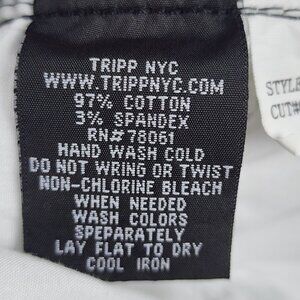 TRIPP NYC
WWW.TRIPPNYC.COM
97% COTTON
3% SPANDEX
RN#78061
HAND WASH COLD
DO NOT WRING OR TWIST
NON-CHLORINE BLEACH
WHEN NEEDED
WASH COLORS
SPEPARATELY
LAY FLAT TO DRY
COOL IRON
STYLE
CUT#